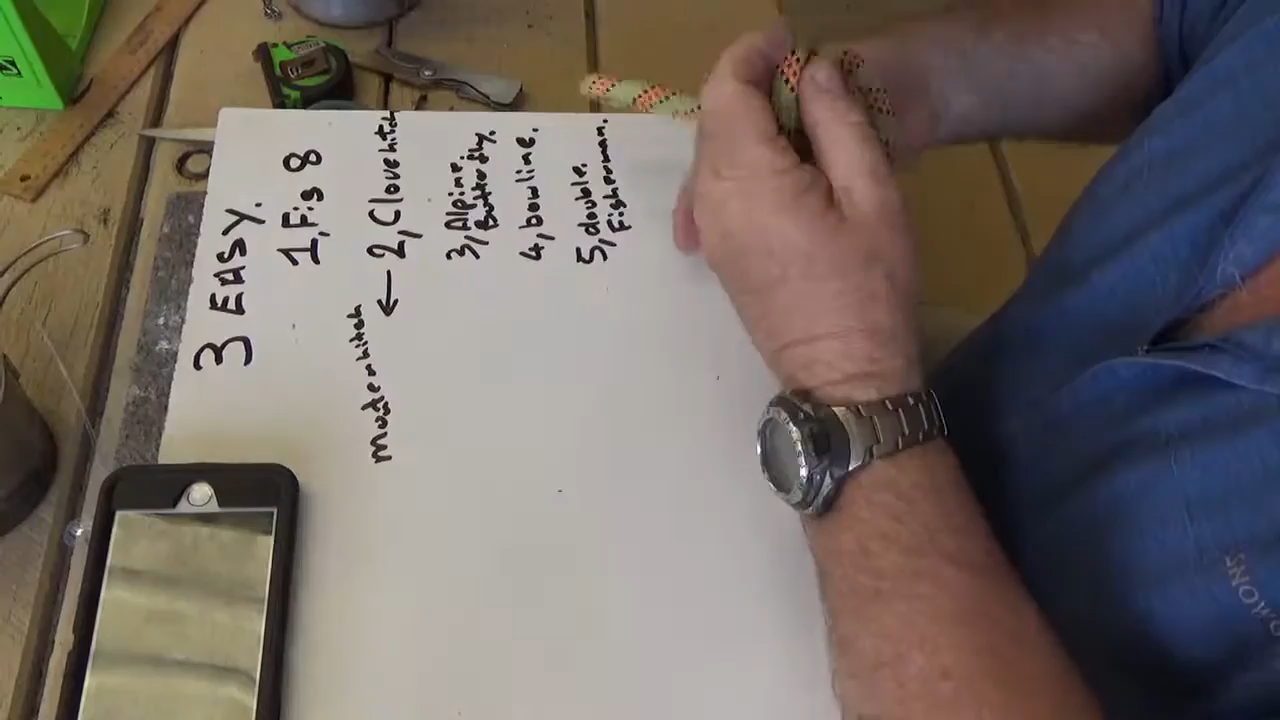 3 EASY.
1, Fig 8
← 2, Clove hitch
munter hitch
3, Alpine.
Butterfly.
4, bowline.
5, double.
Fisherman.